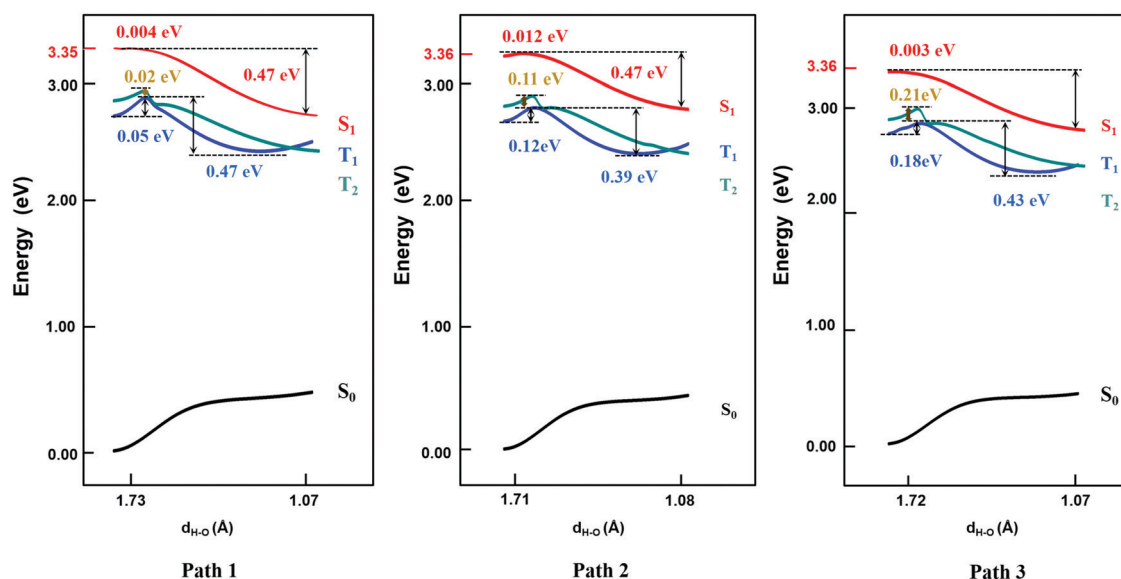 0.004 eV
3.35
0.02 eV
0.47 eV
3.00
0.05 eV
S1
T1
0.47 eV
T2
2.00
Energy (eV)
1.00
S0
0.00
1.73
1.07
dH-O (Å)
Path 1
0.012 eV
3.36
0.11 eV
0.47 eV
3.00
S1
0.12eV
T1
0.39 eV
T2
2.00
Energy (eV)
1.00
S0
0.00
1.71
1.08
dH-O (Å)
Path 2
0.003 eV
3.36
0.21eV
0.47 eV
3.00
S1
0.18eV
T1
0.43 eV
T2
2.00
Energy (eV)
1.00
S0
0.00
1.72
1.07
dH-O (Å)
Path 3